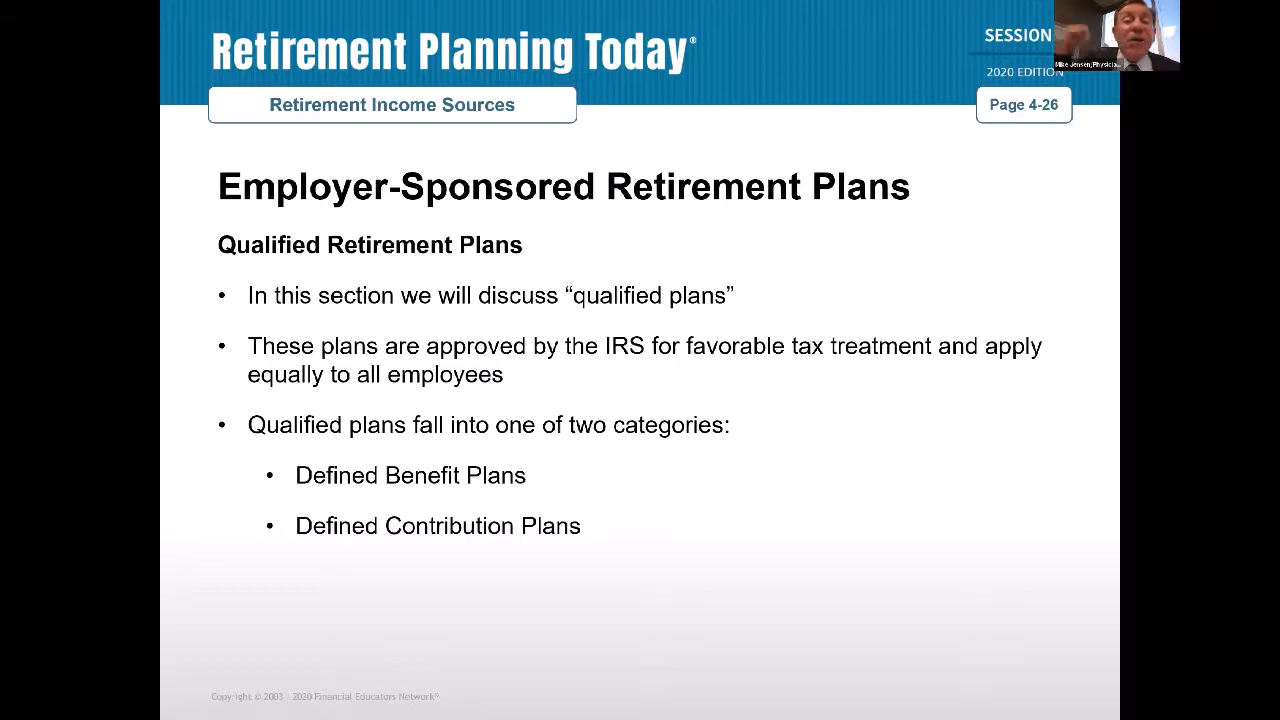 Retirement Planning Today®
SESSION
Mike Jensen,Physicia...
2020 EDITION
Retirement Income Sources
Page 4-26
Employer-Sponsored Retirement Plans
Qualified Retirement Plans
• In this section we will discuss “qualified plans”
• These plans are approved by the IRS for favorable tax treatment and apply
equally to all employees
• Qualified plans fall into one of two categories:
• Defined Benefit Plans
• Defined Contribution Plans
Copyright © 2003 - 2020 Financial Educators Network®